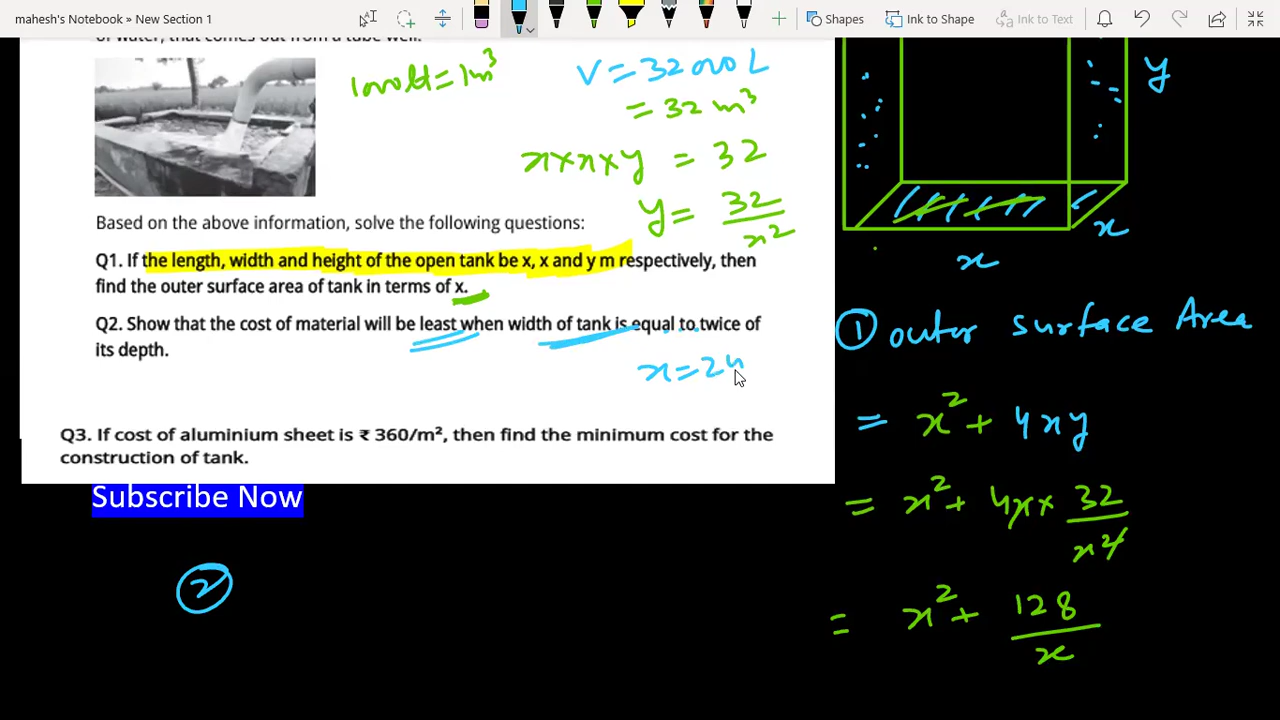 mahesh's Notebook » New Section 1
Shapes
Ink to Shape
Ink to Text
of water, that comes out from a tube well.
1000 lt = 1m³
V = 32000 L
= 32 m³
x × x × y = 32
y = 32/x²
y
x
x
Based on the above information, solve the following questions:
Q1. If the length, width and height of the open tank be x, x and y m respectively, then
find the outer surface area of tank in terms of x.
Q2. Show that the cost of material will be least when width of tank is equal to twice of
its depth.
x = 2y
Q3. If cost of aluminium sheet is ₹ 360/m², then find the minimum cost for the
construction of tank.
Subscribe Now
2
1 outer surface Area
= x² + 4xy
= x² + 4x × 32/x²
= x² + 128/x